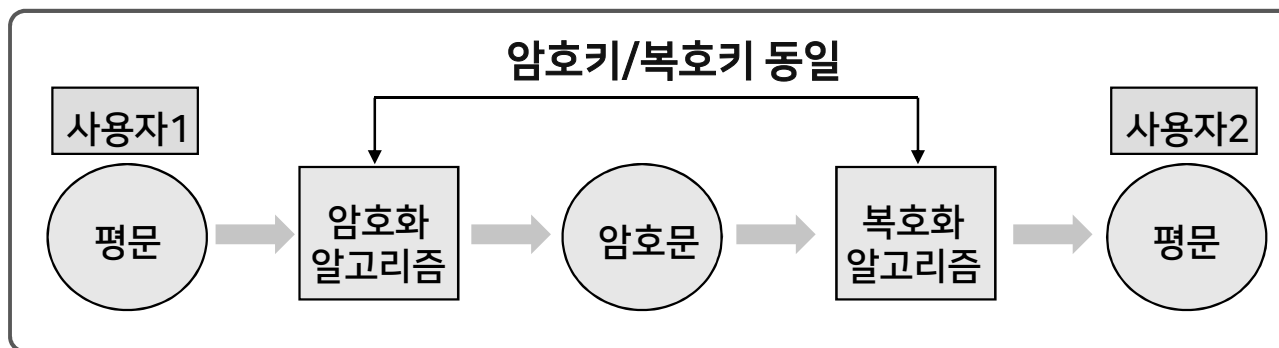 암호키/복호키 동일
사용자1
사용자2
평문
암호화
알고리즘
암호문
복호화
알고리즘
평문